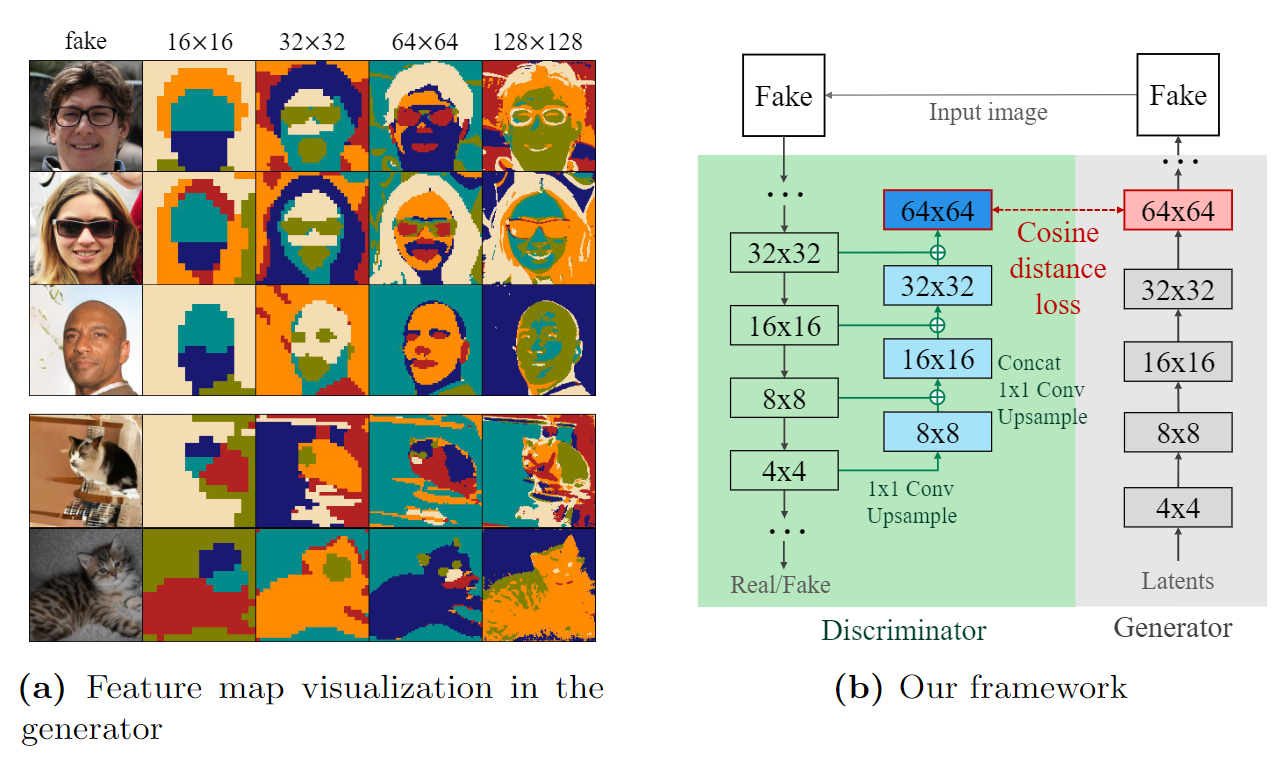 fake 16×16 32×32 64×64 128×128
(a) Feature map visualization in the
generator
Fake
Input image
Fake
...
...
64x64
64x64
32x32
Cosine
distance
loss
32x32
32x32
16x16
16x16
16x16
Concat
1x1 Conv
Upsample
8x8
8x8
8x8
4x4
1x1 Conv
Upsample
4x4
...
Real/Fake
Latents
Discriminator
Generator
(b) Our framework